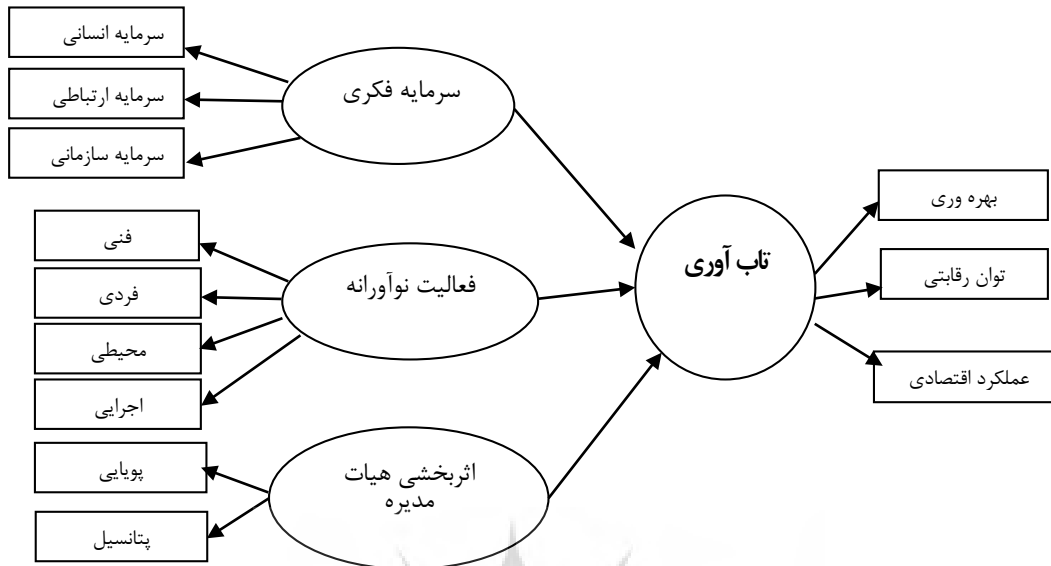 سرمایه انسانی
سرمایه ارتباطی
سرمایه سازمانی
سرمایه فکری
فنی
فردی
محیطی
اجرایی
فعالیت نوآورانه
پویایی
پتانسیل
اثربخشی هیات
مدیره
تاب آوری
بهره وری
توان رقابتی
عملکرد اقتصادی